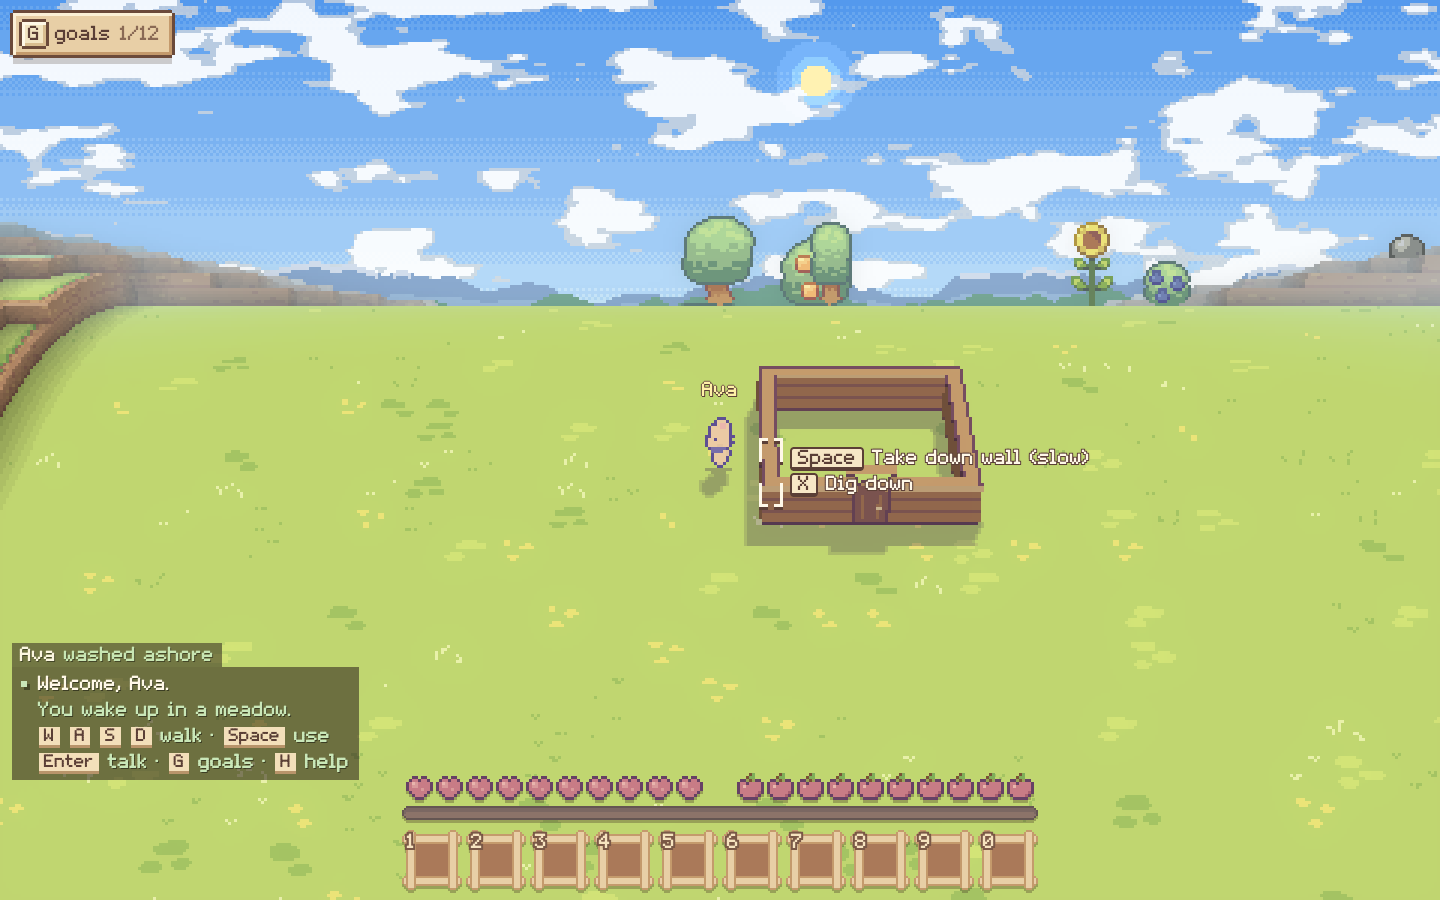 G goals 1/12
Ava
Space Take down wall (slow)
X Dig down
Ava washed ashore
Welcome, Ava.
You wake up in a meadow.
W A S D walk · Space use
Enter talk · G goals · H help
1 2 3 4 5 6 7 8 9 0